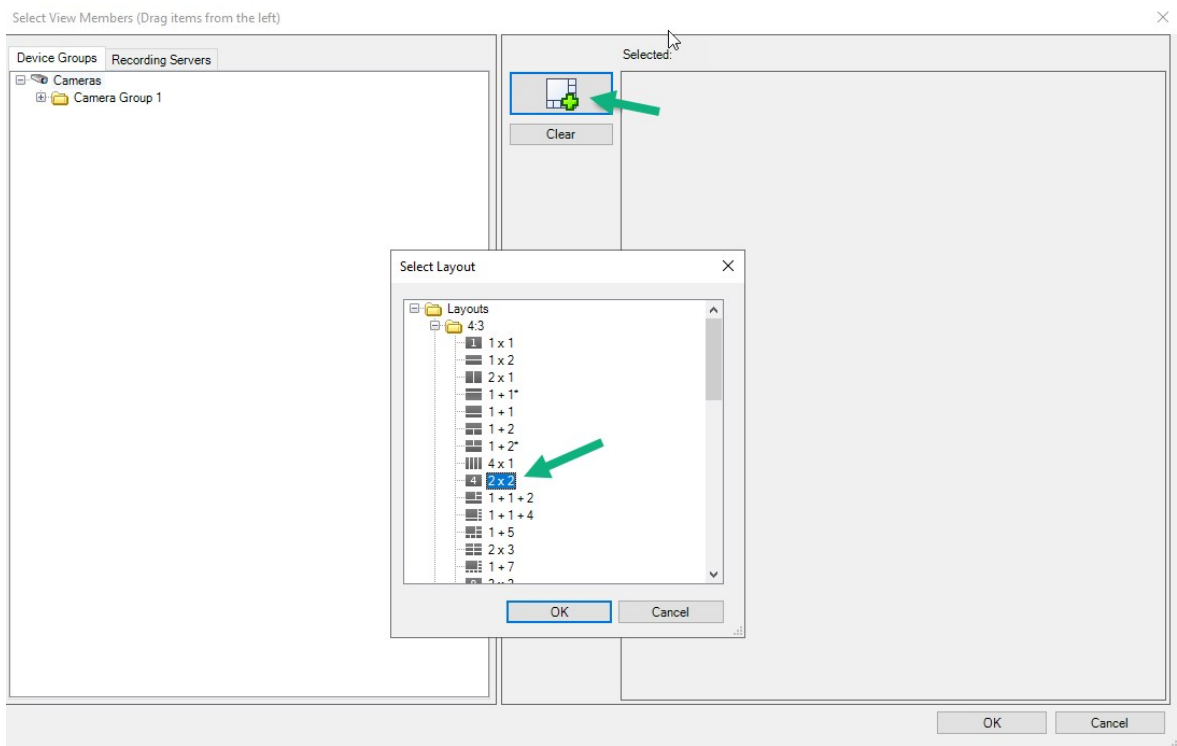 Select View Members (Drag items from the left)
Device Groups
Recording Servers
Selected:
Cameras
Camera Group 1
Clear
Select Layout
Layouts
4:3
1 1 x 1
1 x 2
2 x 1
1 + 1*
1 + 1
1 + 2
1 + 2*
4 x 1
4 2 x 2
1 + 1 + 2
1 + 1 + 4
1 + 5
2 x 3
1 + 7
OK
Cancel
OK
Cancel